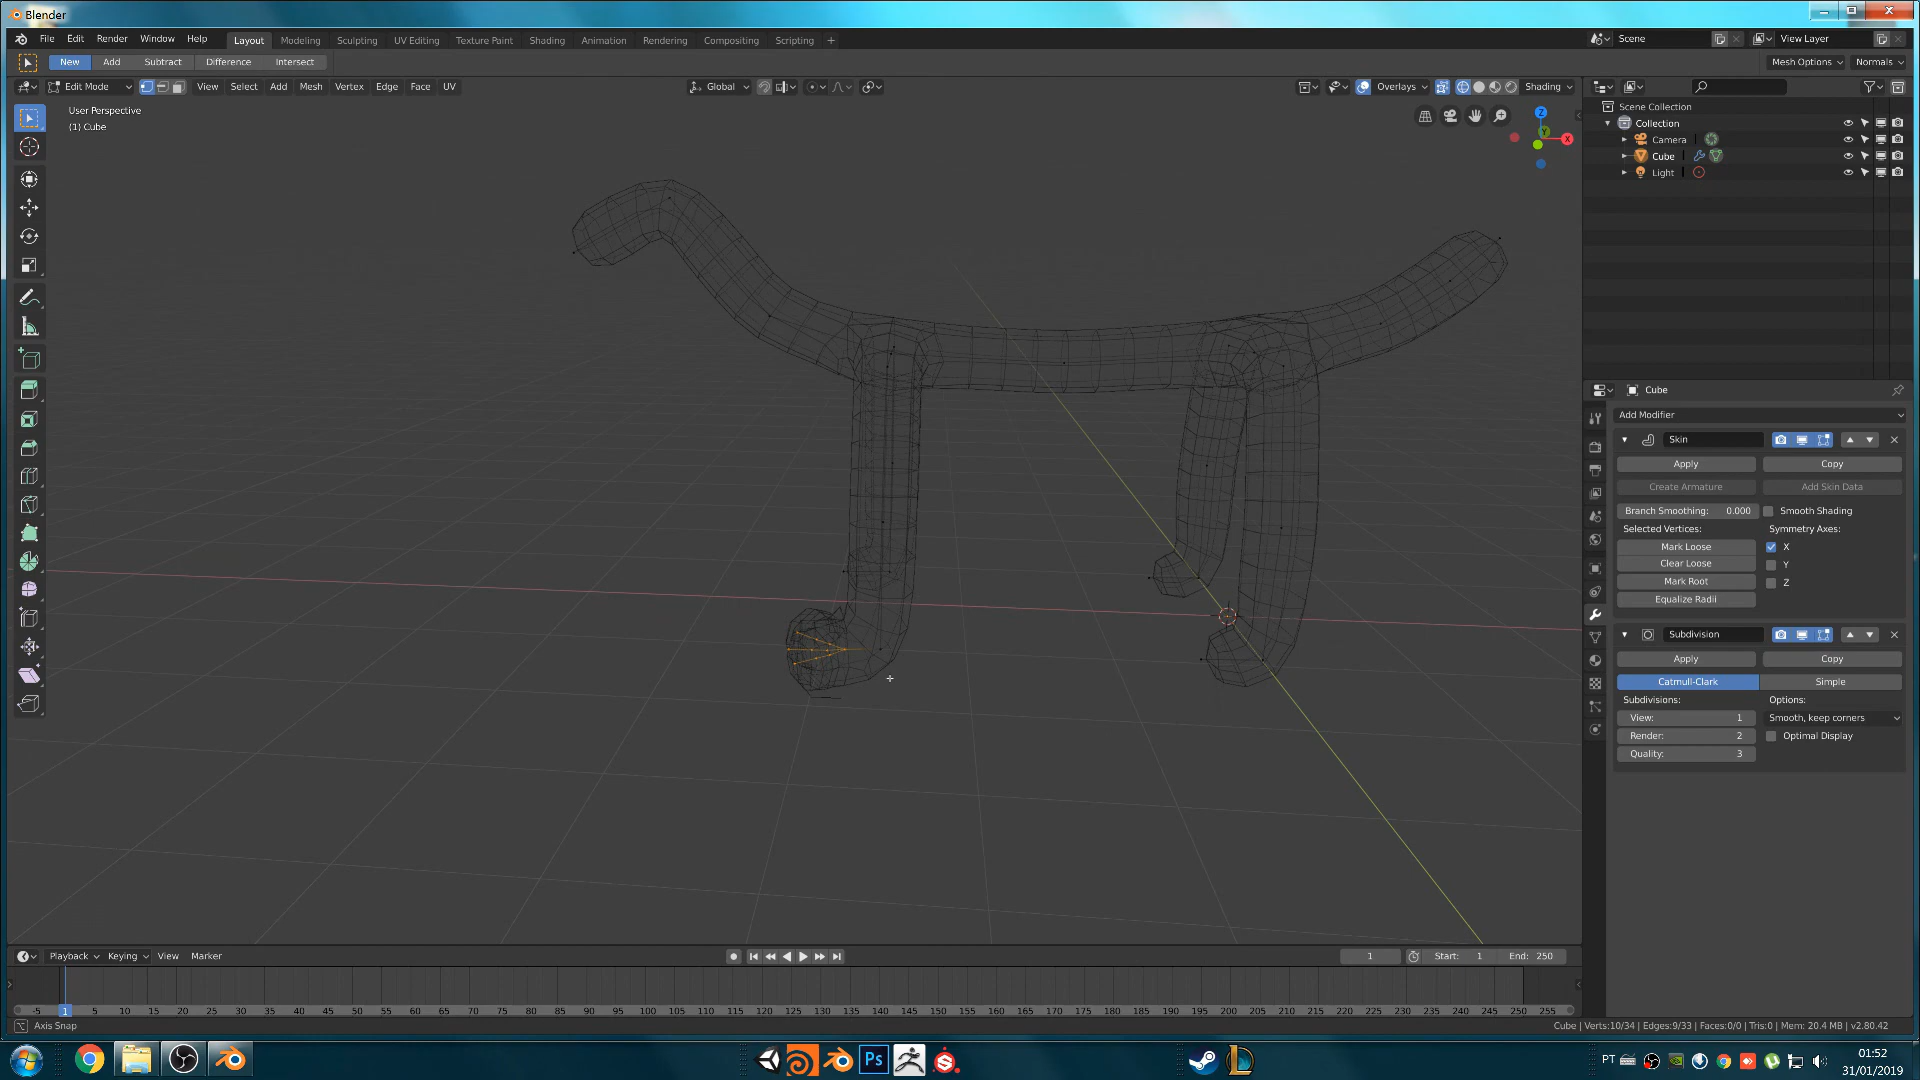 Blender
File Edit Render Window Help Layout Modeling Sculpting UV Editing Texture Paint Shading Animation Rendering Compositing Scripting + Scene View Layer
New Add Subtract Difference Intersect Mesh Options Normals
Edit Mode View Select Add Mesh Vertex Edge Face UV Global Overlays Shading
User Perspective
(1) Cube
Z
Y
X
Scene Collection
Collection
Camera
Cube
Light
Cube
Add Modifier
Skin
Apply Copy
Create Armature Add Skin Data
Branch Smoothing: 0.000 Smooth Shading
Selected Vertices: Symmetry Axes:
Mark Loose X
Clear Loose Y
Mark Root Z
Equalize Radii
Subdivision
Apply Copy
Catmull-Clark Simple
Subdivisions: Options:
View: 1 Smooth, keep corners
Render: 2 Optimal Display
Quality: 3
Playback Keying View Marker 1 Start: 1 End: 250
-5 1 5 10 15 20 25 30 35 40 45 50 55 60 65 70 75 80 85 90 95 100 105 110 115 120 125 130 135 140 145 150 155 160 165 170 175 180 185 190 195 200 205 210 215 220 225 230 235 240 245 250 255
Axis Snap Cube | Verts:10/34 | Edges:9/33 | Faces:0/0 | Tris:0 | Mem: 20.4 MB | v2.80.42
Ps PT 01:52
31/01/2019